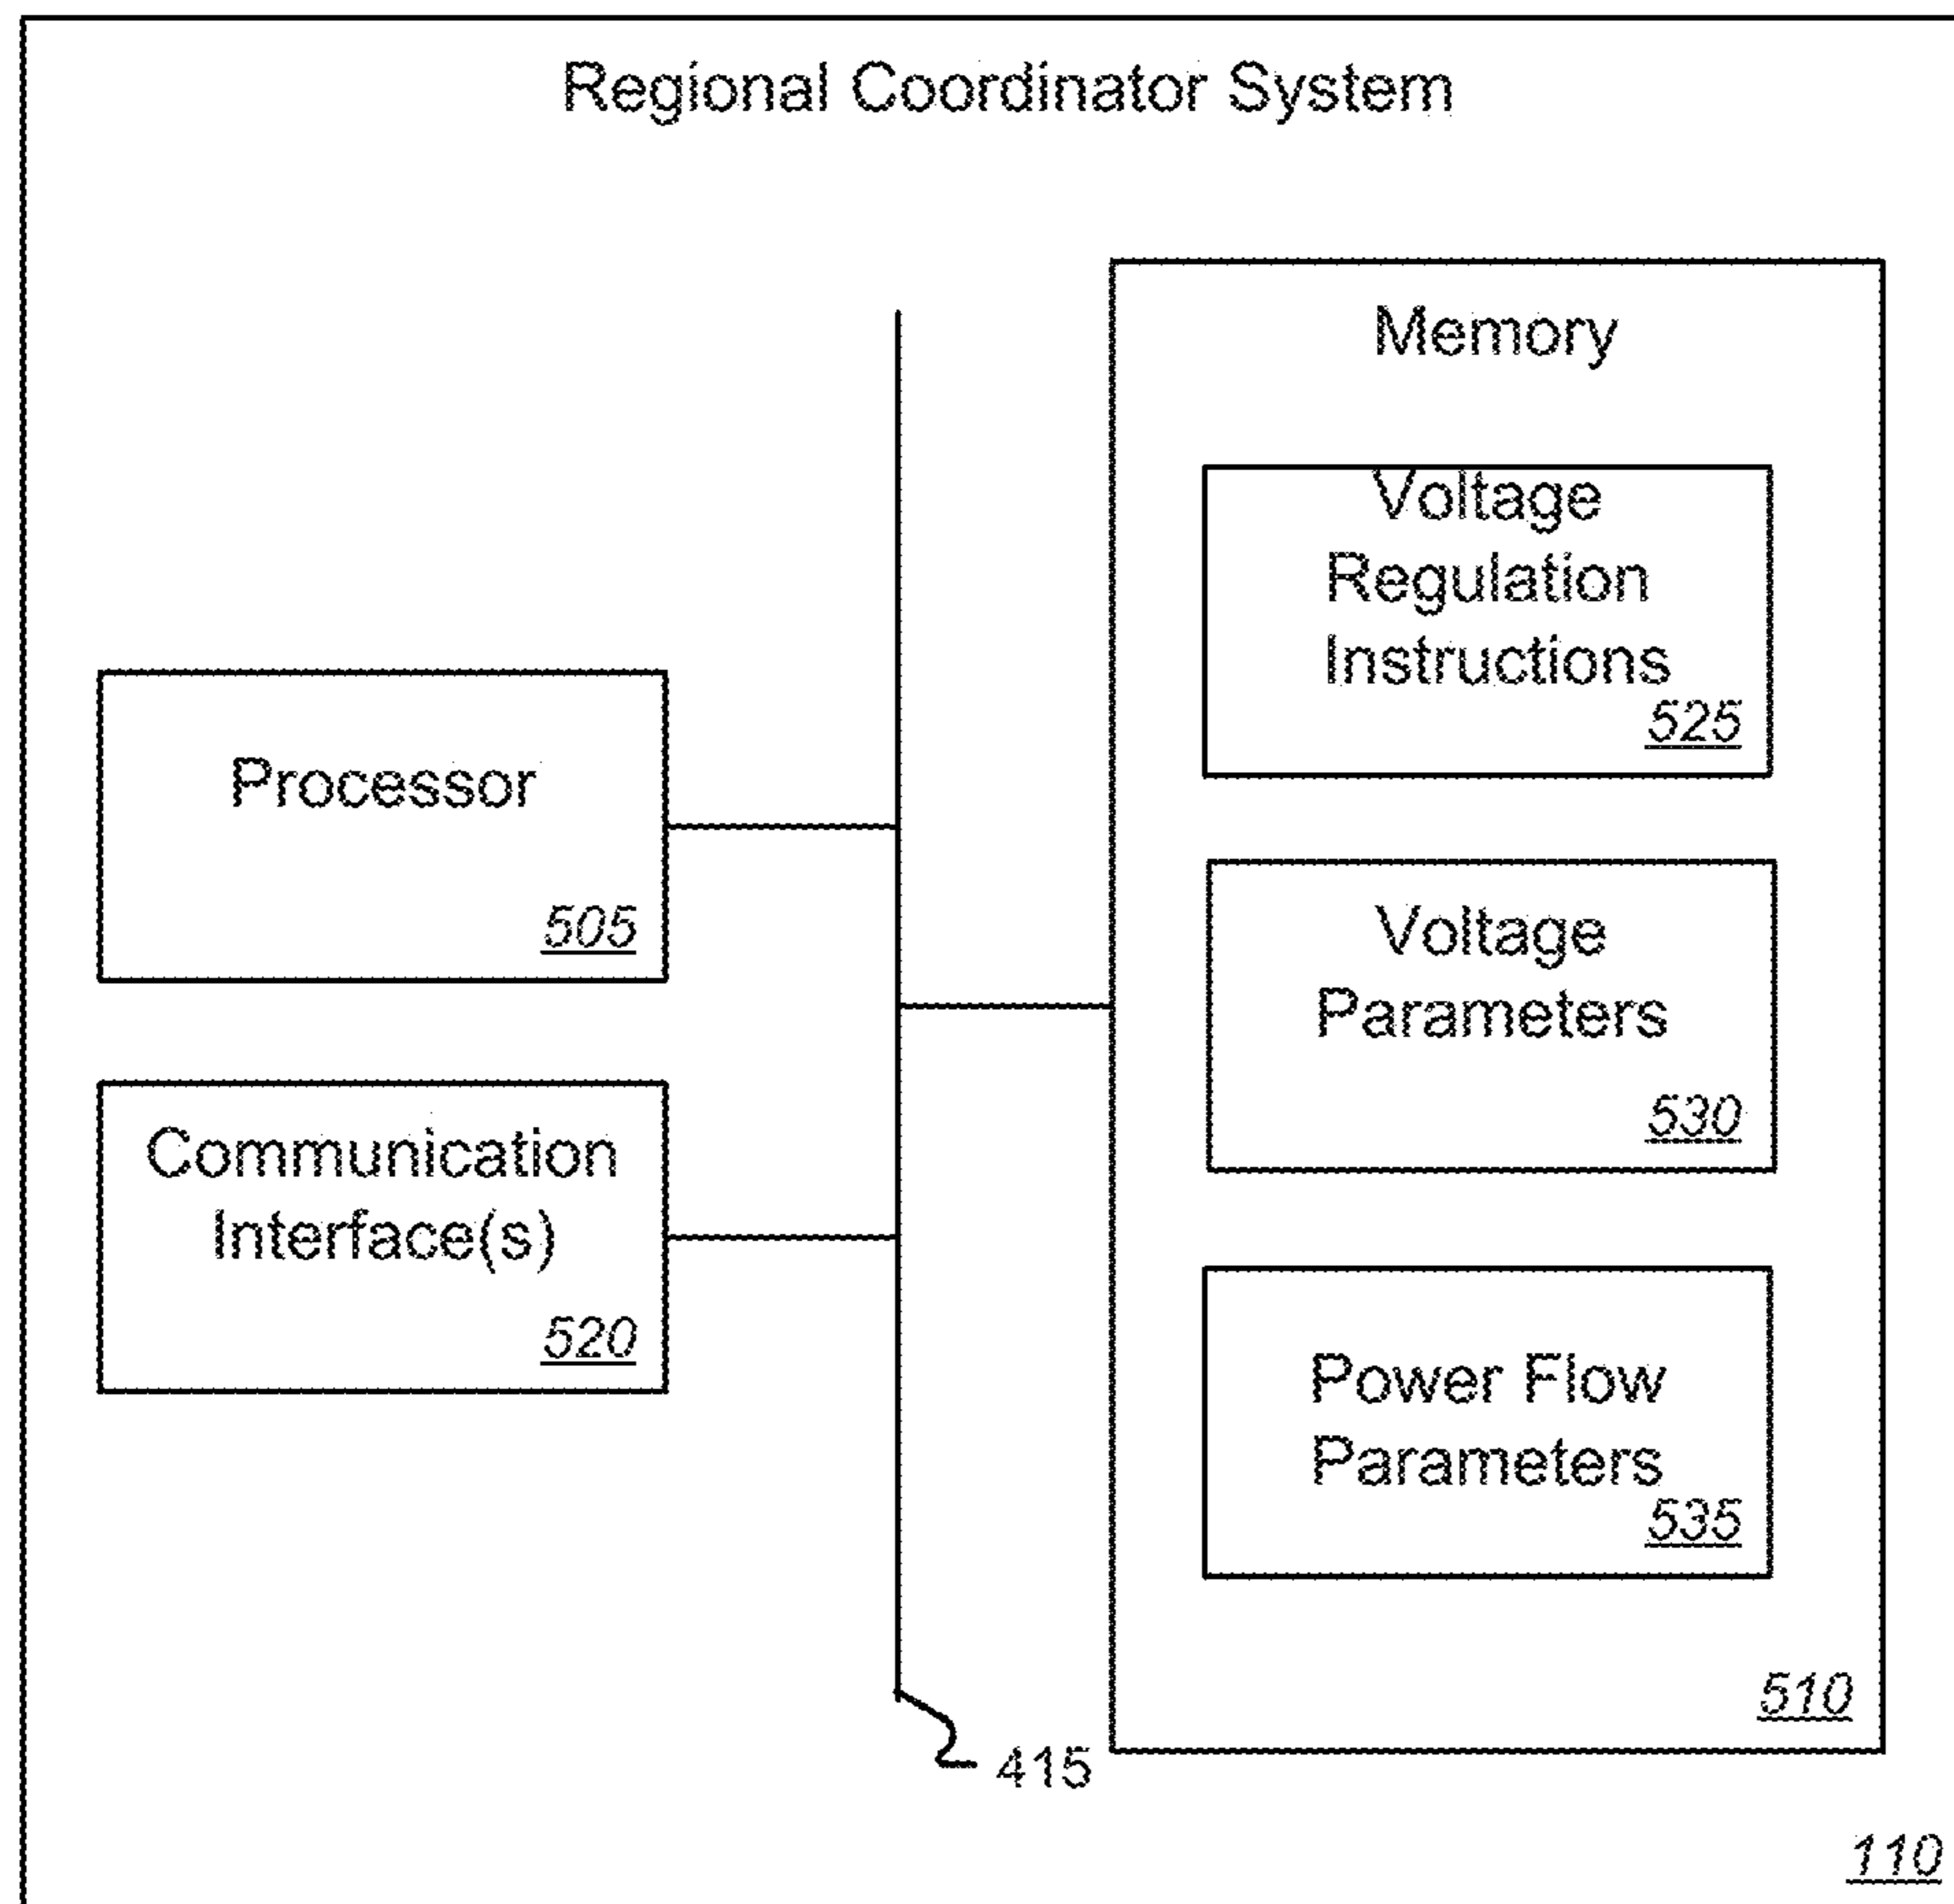 Regional Coordinator System
Processor
505
Communication
Interface(s)
520
415
Memory
Voltage
Regulation
Instructions
525
Voltage
Parameters
530
Power Flow
Parameters
535
510
110